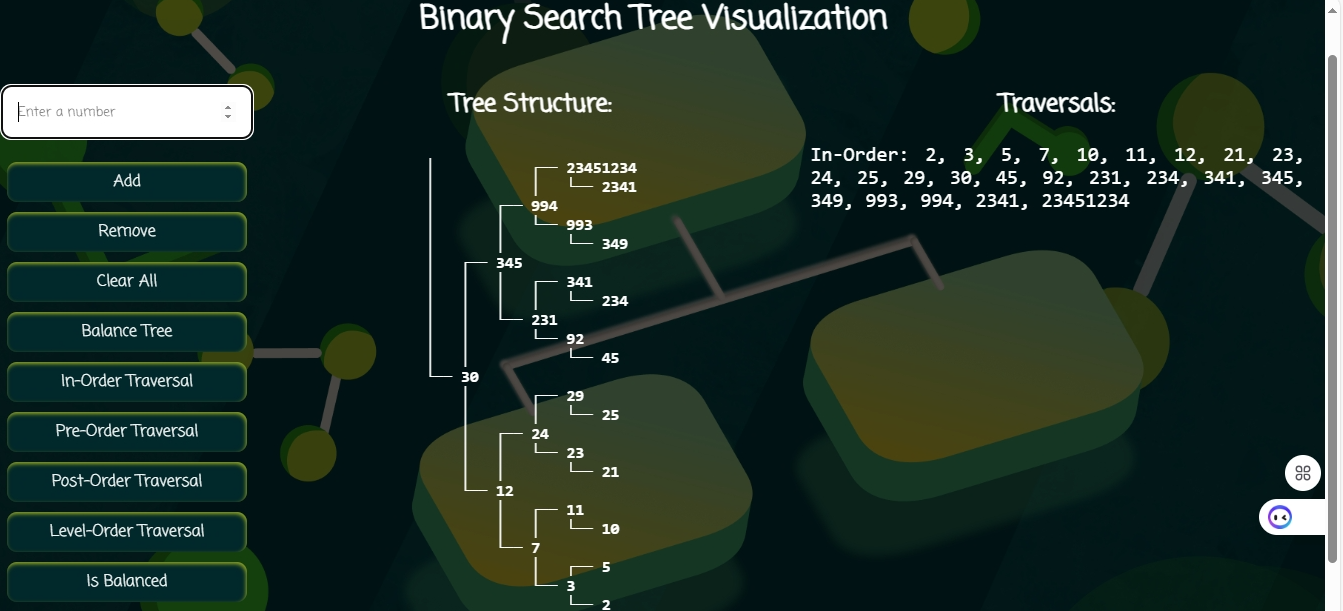 Binary Search Tree Visualization
Enter a number
Add
Remove
Clear All
Balance Tree
In-Order Traversal
Pre-Order Traversal
Post-Order Traversal
Level-Order Traversal
Is Balanced
Tree Structure:
23451234
2341
994
993
349
345
341
234
231
92
45
30
29
25
24
23
21
12
11
10
7
5
3
2
Traversals:
In-Order: 2, 3, 5, 7, 10, 11, 12, 21, 23,
24, 25, 29, 30, 45, 92, 231, 234, 341, 345,
349, 993, 994, 2341, 23451234